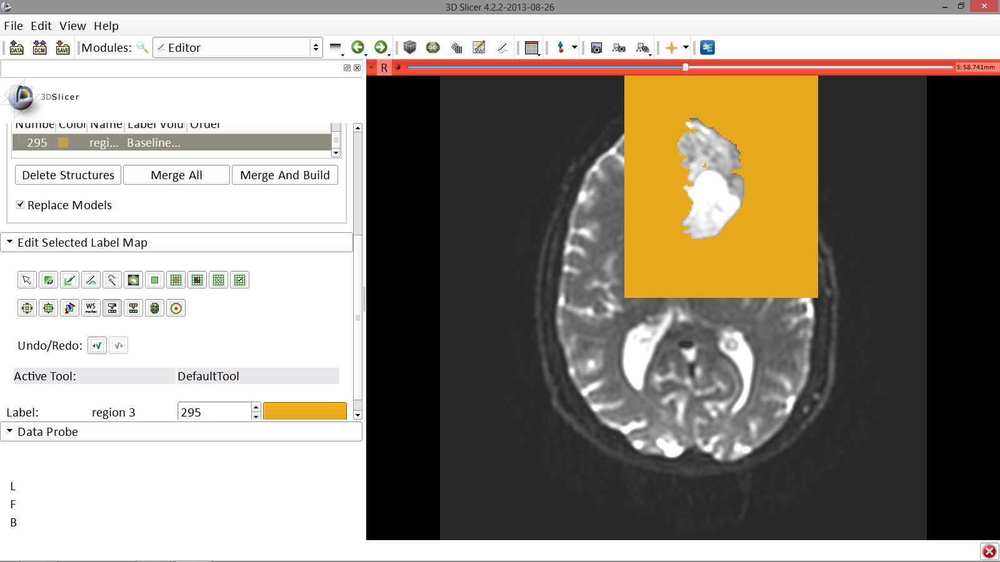 3D Slicer 4.2.2-2013-08-26
File Edit View Help
DATA DCM SAVE Modules: Editor
R S: 58.741mm
3DSlicer
Numbe Color Name Label Volu Order
295 regi... Baseline...
Delete Structures Merge All Merge And Build
Replace Models
Edit Selected Label Map
WS
marker
Undo/Redo:
Active Tool: DefaultTool
Label: region 3 295
Data Probe
L
F
B